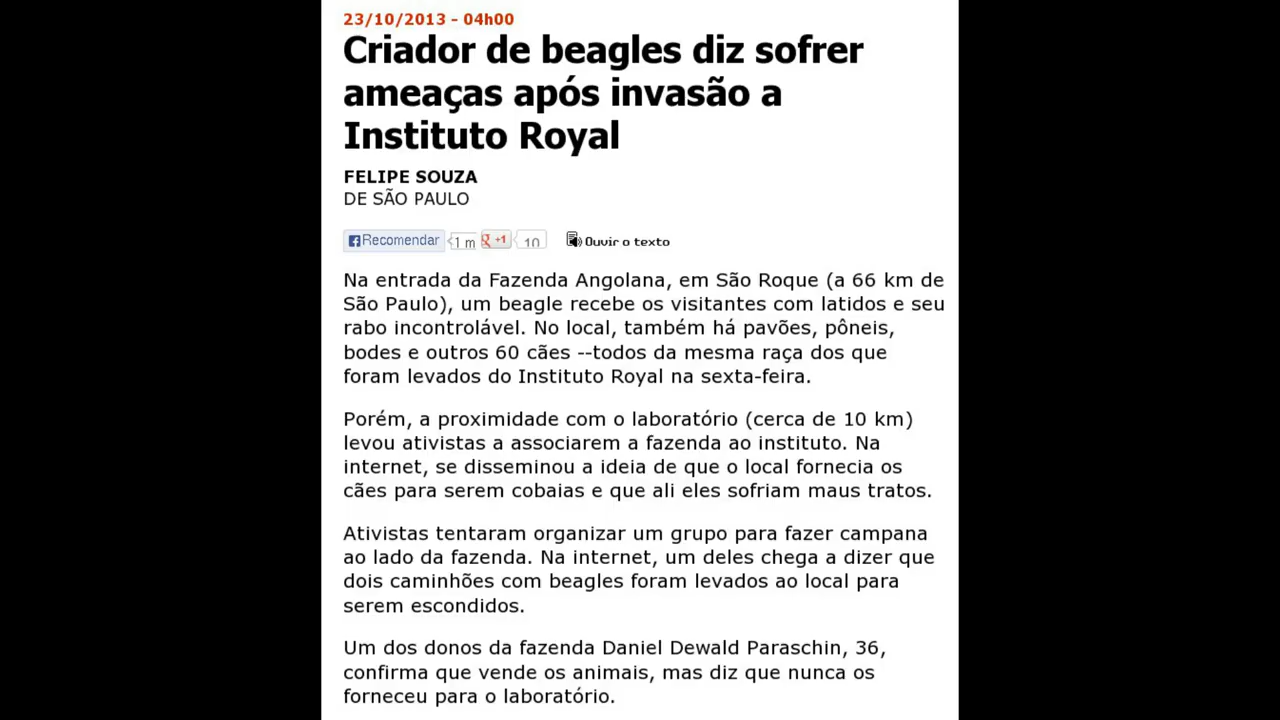 23/10/2013 - 04h00
Criador de beagles diz sofrer
ameaças após invasão a
Instituto Royal
FELIPE SOUZA
DE SÃO PAULO
Recomendar 1 m +1 10 Ouvir o texto
Na entrada da Fazenda Angolana, em São Roque (a 66 km de
São Paulo), um beagle recebe os visitantes com latidos e seu
rabo incontrolável. No local, também há pavões, pôneis,
bodes e outros 60 cães --todos da mesma raça dos que
foram levados do Instituto Royal na sexta-feira.
Porém, a proximidade com o laboratório (cerca de 10 km)
levou ativistas a associarem a fazenda ao instituto. Na
internet, se disseminou a ideia de que o local fornecia os
cães para serem cobaias e que ali eles sofriam maus tratos.
Ativistas tentaram organizar um grupo para fazer campana
ao lado da fazenda. Na internet, um deles chega a dizer que
dois caminhões com beagles foram levados ao local para
serem escondidos.
Um dos donos da fazenda Daniel Dewald Paraschin, 36,
confirma que vende os animais, mas diz que nunca os
forneceu para o laboratório.